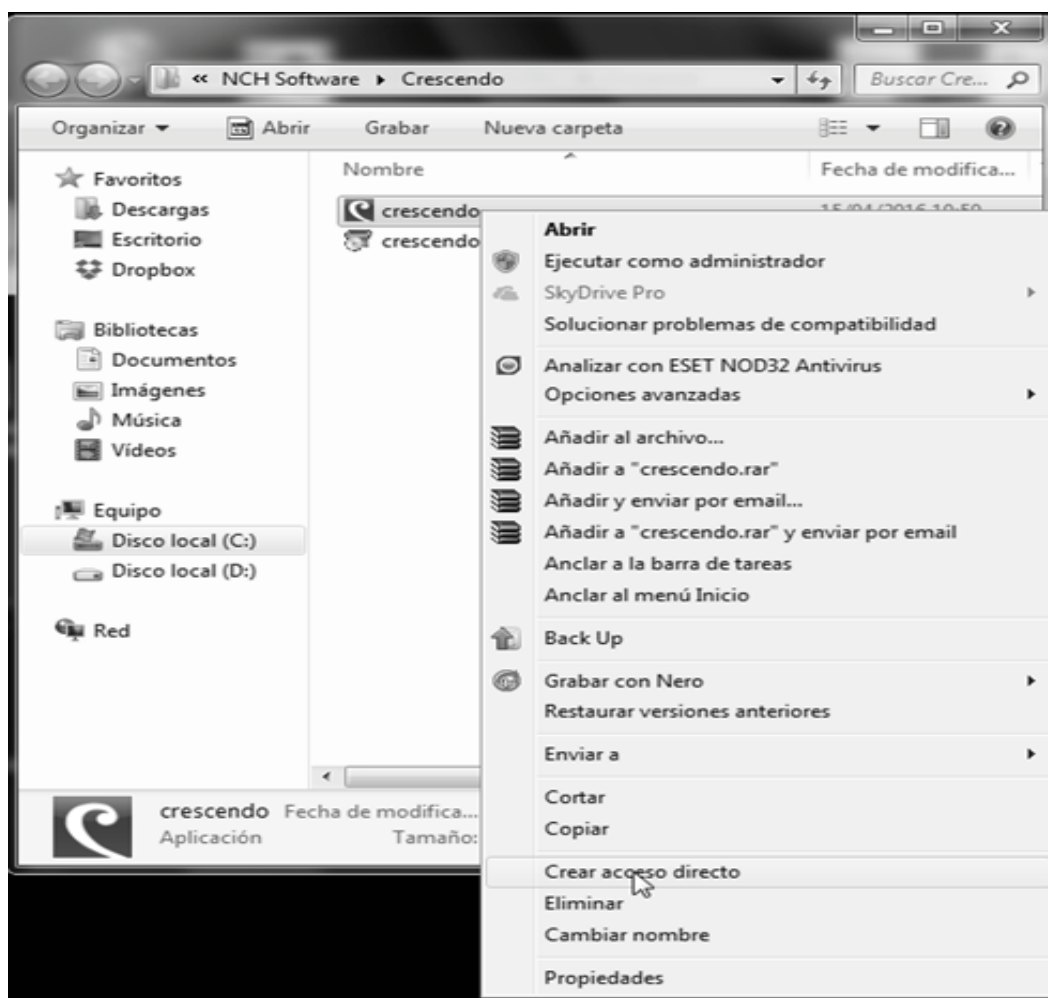 « NCH Software ▸ Crescendo
Buscar Cre...
Organizar
Abrir
Grabar
Nueva carpeta
Favoritos
Descargas
Escritorio
Dropbox
Bibliotecas
Documentos
Imágenes
Música
Vídeos
Equipo
Disco local (C:)
Disco local (D:)
Red
Nombre
Fecha de modifica...
crescendo
crescendo
Abrir
Ejecutar como administrador
SkyDrive Pro
Solucionar problemas de compatibilidad
Analizar con ESET NOD32 Antivirus
Opciones avanzadas
Añadir al archivo...
Añadir a "crescendo.rar"
Añadir y enviar por email...
Añadir a "crescendo.rar" y enviar por email
Anclar a la barra de tareas
Anclar al menú Inicio
Back Up
Grabar con Nero
Restaurar versiones anteriores
Enviar a
Cortar
Copiar
Crear acceso directo
Eliminar
Cambiar nombre
Propiedades
crescendo Fecha de modifica...
Aplicación Tamaño: